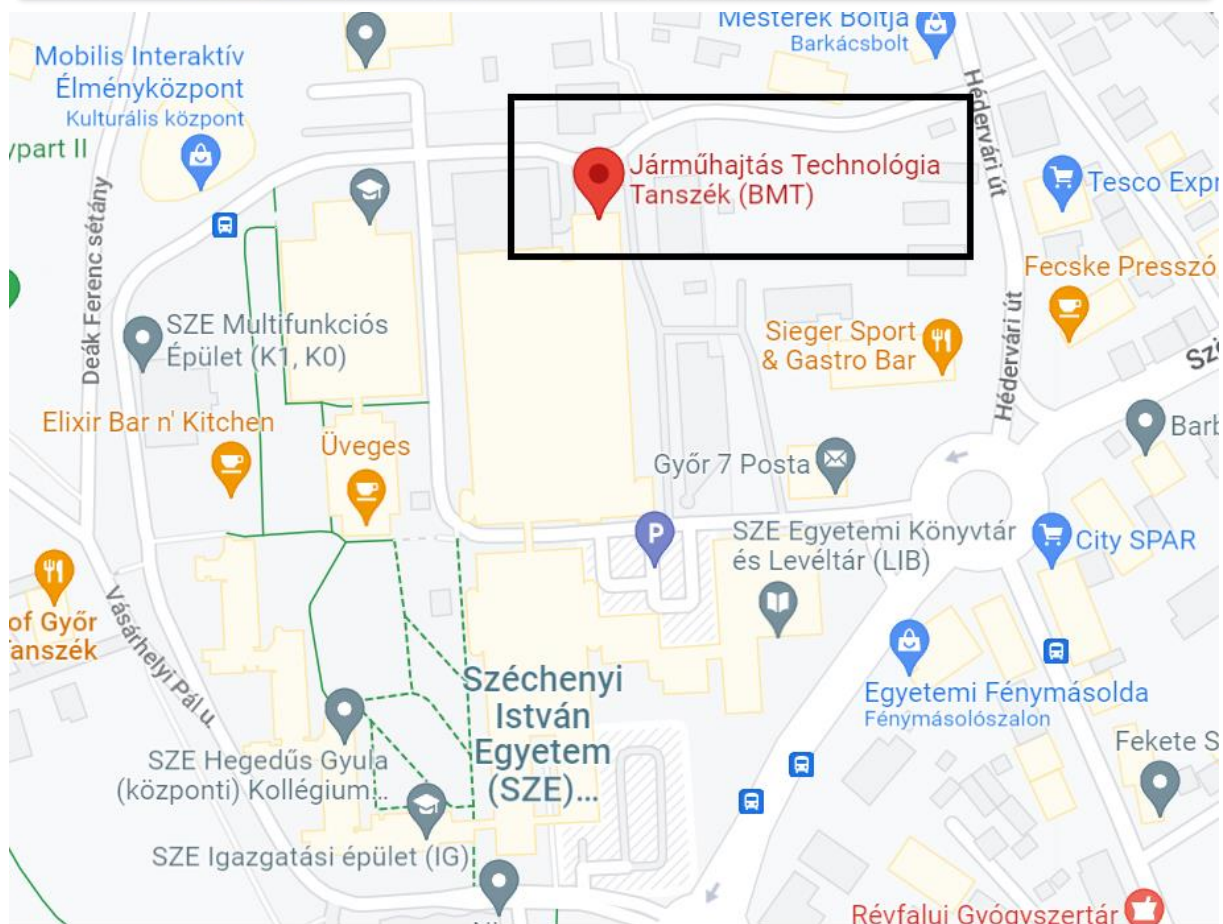 Mesterek Boltja
Barkácsbolt
Mobilis Interaktív
Élményközpont
Kulturális központ
ypart II
Deák Ferenc sétány
Járműhajtás Technológia
Tanszék (BMT)
Hédervári út
Tesco Expr
Fecske Presszó
SZE Multifunkciós
Épület (K1, K0)
Sieger Sport
& Gastro Bar
Hédervári út
Elixir Bar n' Kitchen
Üveges
Barb
Győr 7 Posta
P
SZE Egyetemi Könyvtár
és Levéltár (LIB)
City SPAR
of Győr
anszék
Vásárhelyi Pál u.
Széchenyi
István
Egyetem
(SZE)...
Egyetemi Fénymásolda
Fénymásolószalon
SZE Hegedűs Gyula
(központi) Kollégium...
Fekete S
SZE Igazgatási épület (IG)
Révfalui Gyógyszertár